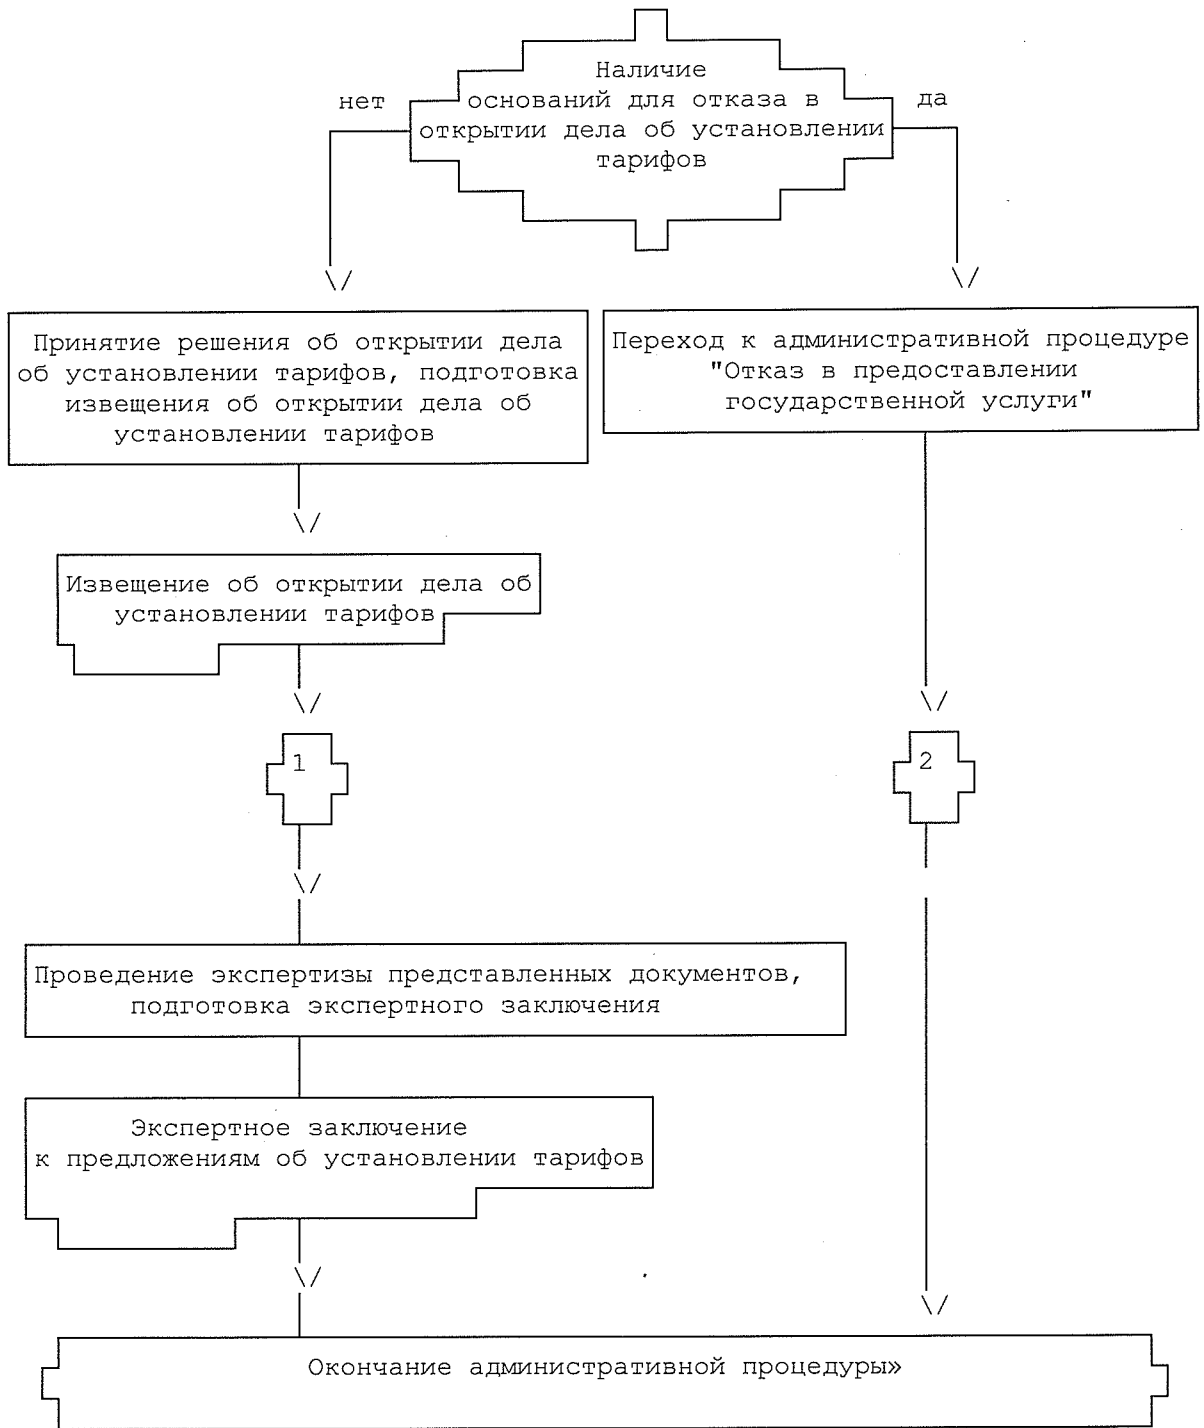 Наличие
нет
оснований для отказа в
да
открытии дела об установлении
тарифов
Принятие решения об открытии дела
об установлении тарифов, подготовка
извещения об открытии дела об
установлении тарифов
Переход к административной процедуре
"Отказ в предоставлении
государственной услуги"
Извещение об открытии дела об
установлении тарифов
1
2
Проведение экспертизы представленных документов,
подготовка экспертного заключения
Экспертное заключение
к предложениям об установлении тарифов
Окончание административной процедуры»